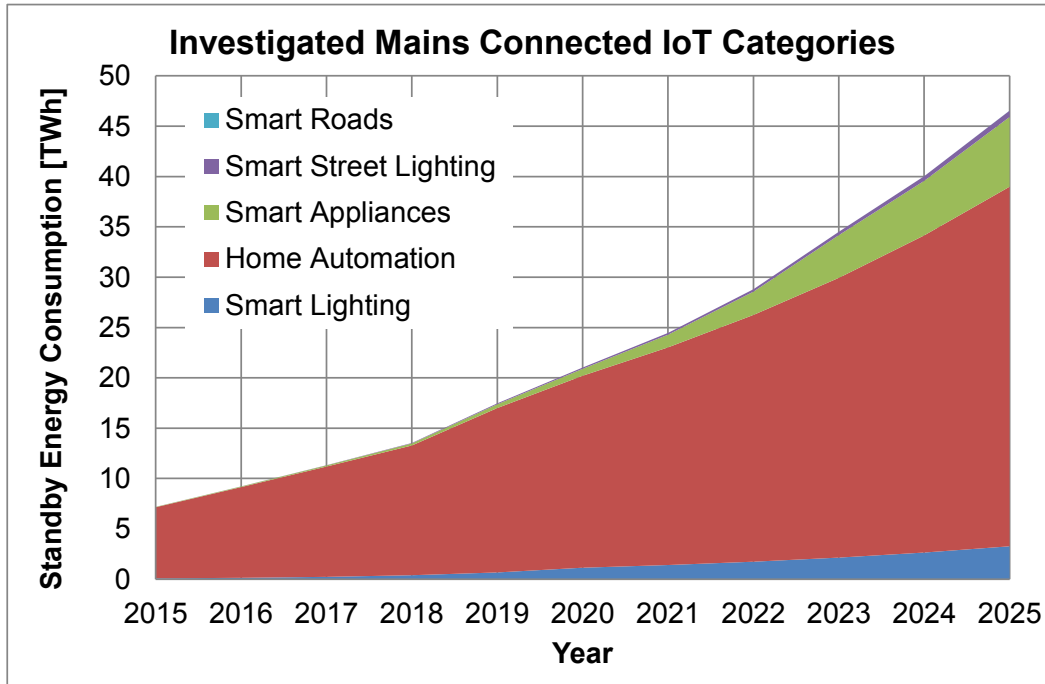 Investigated Mains Connected IoT Categories
Standby Energy Consumption [TWh]
50
45
40
35
30
25
20
15
10
5
0
Smart Roads
Smart Street Lighting
Smart Appliances
Home Automation
Smart Lighting
2015 2016 2017 2018 2019 2020 2021 2022 2023 2024 2025
Year